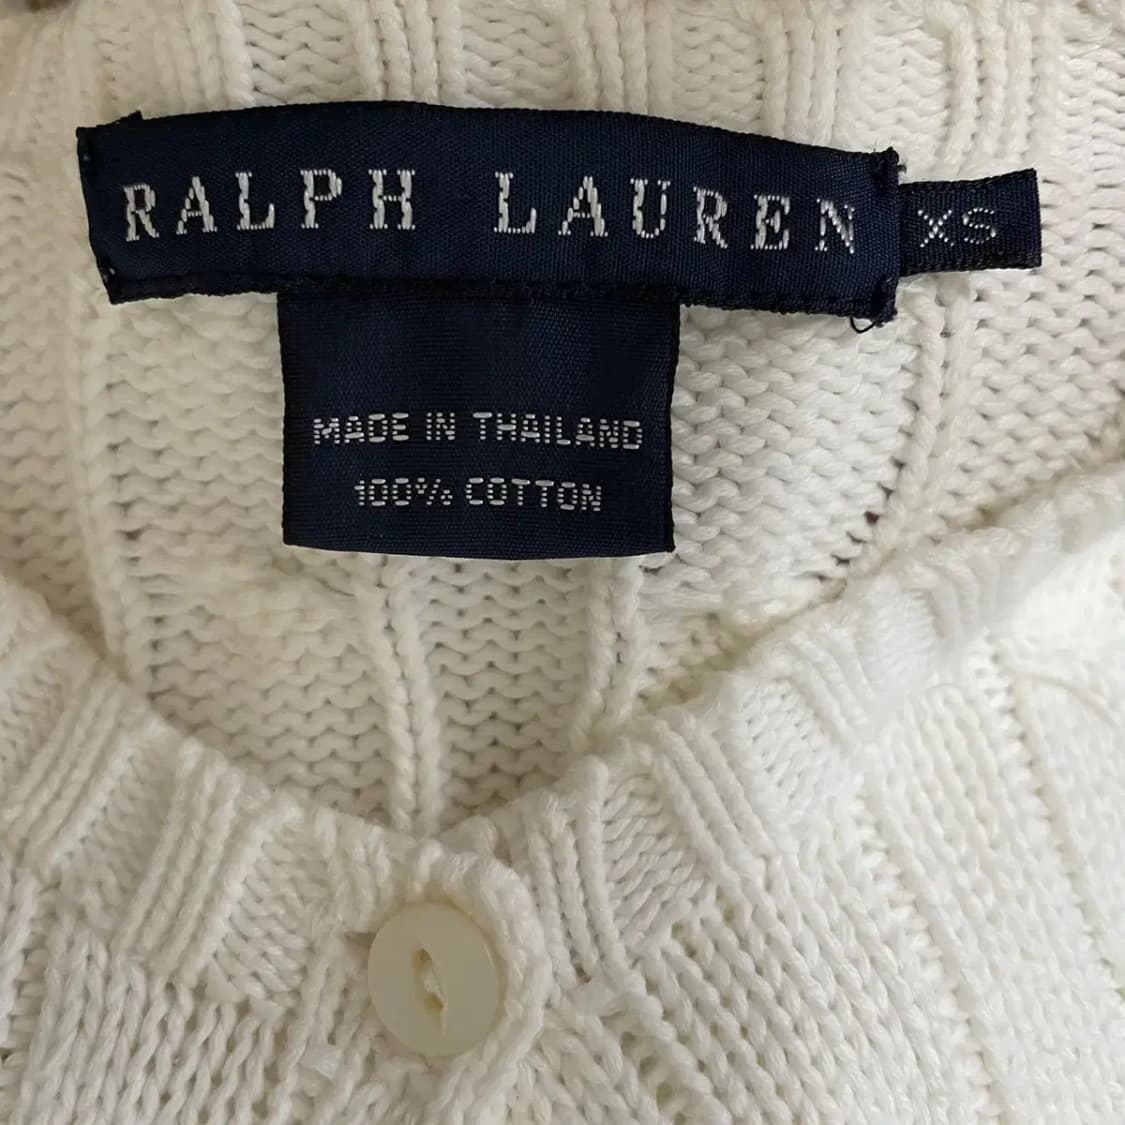 RALPH LAUREN
XS
MADE IN THAILAND
100% COTTON